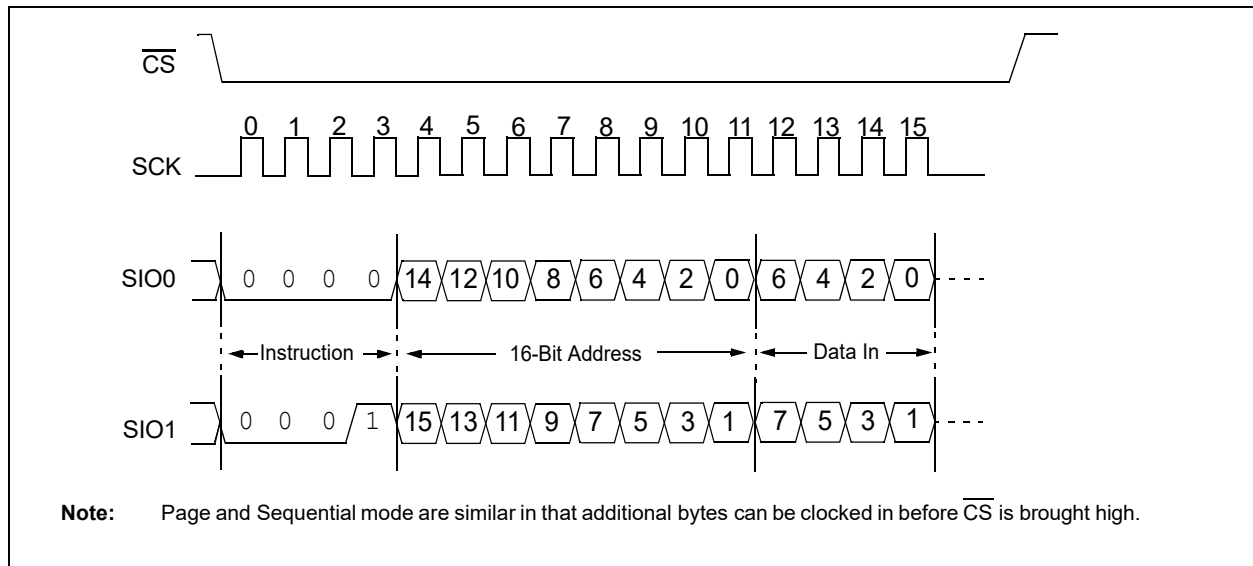 CS
0 1 2 3 4 5 6 7 8 9 10 11 12 13 14 15
SCK
SIO0 0 0 0 0 14 12 10 8 6 4 2 0 6 4 2 0
Instruction 16-Bit Address Data In
SIO1 0 0 0 1 15 13 11 9 7 5 3 1 7 5 3 1
Note: Page and Sequential mode are similar in that additional bytes can be clocked in before CS is brought high.